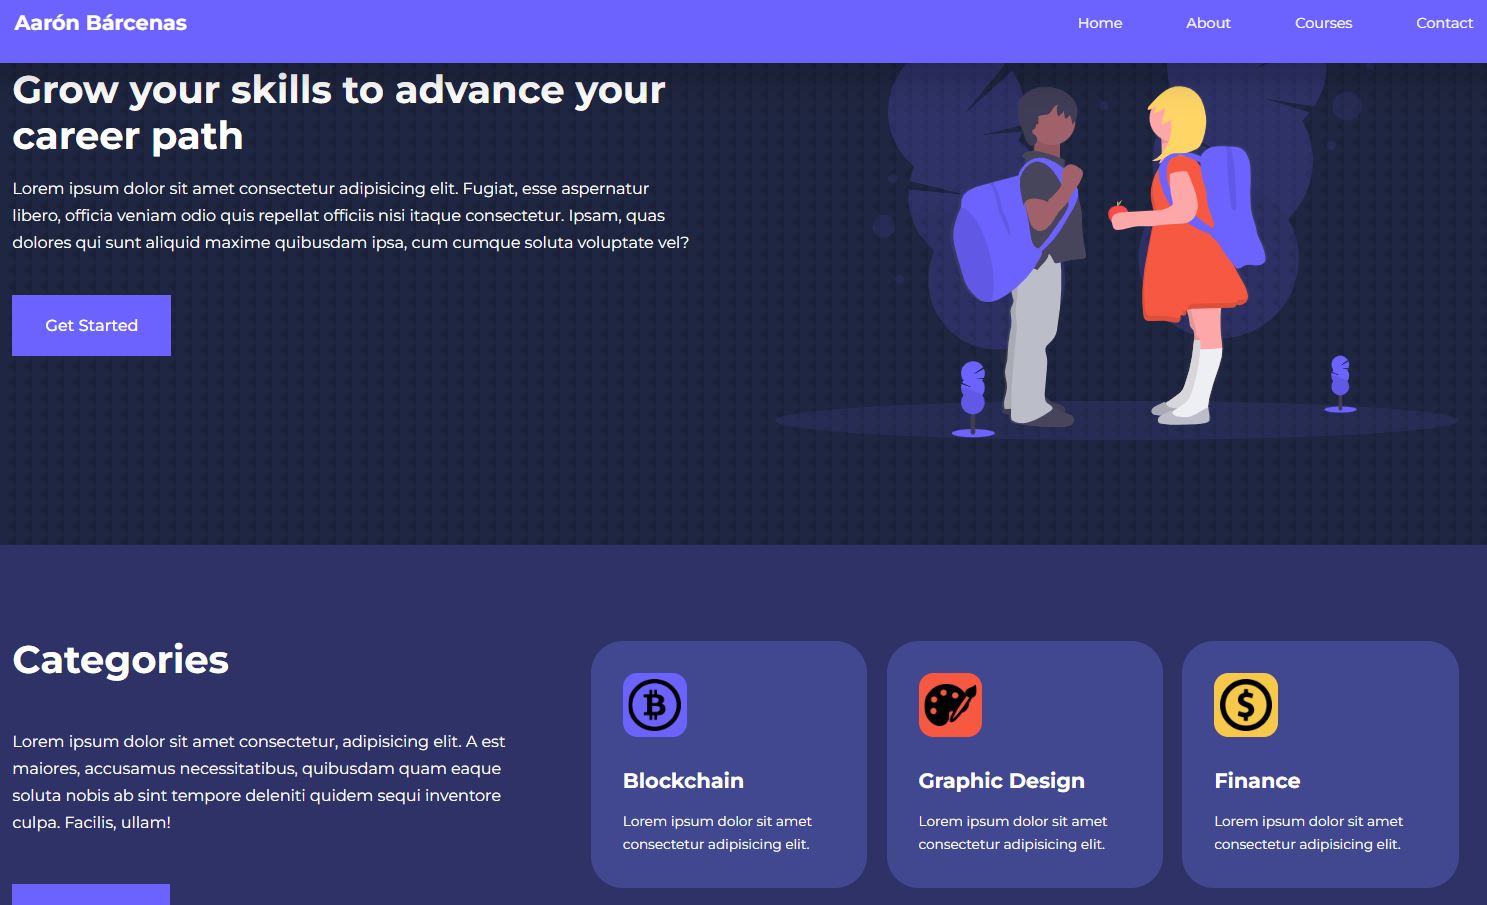 Aarón Bárcenas
Home About Courses Contact
Grow your skills to advance your
career path
Lorem ipsum dolor sit amet consectetur adipisicing elit. Fugiat, esse aspernatur
libero, officia veniam odio quis repellat officiis nisi itaque consectetur. Ipsam, quas
dolores qui sunt aliquid maxime quibusdam ipsa, cum cumque soluta voluptate vel?
Get Started
Categories
Lorem ipsum dolor sit amet consectetur, adipisicing elit. A est
maiores, accusamus necessitatibus, quibusdam quam eaque
soluta nobis ab sint tempore deleniti quidem sequi inventore
culpa. Facilis, ullam!
Blockchain
Lorem ipsum dolor sit amet
consectetur adipisicing elit.
Graphic Design
Lorem ipsum dolor sit amet
consectetur adipisicing elit.
Finance
Lorem ipsum dolor sit amet
consectetur adipisicing elit.